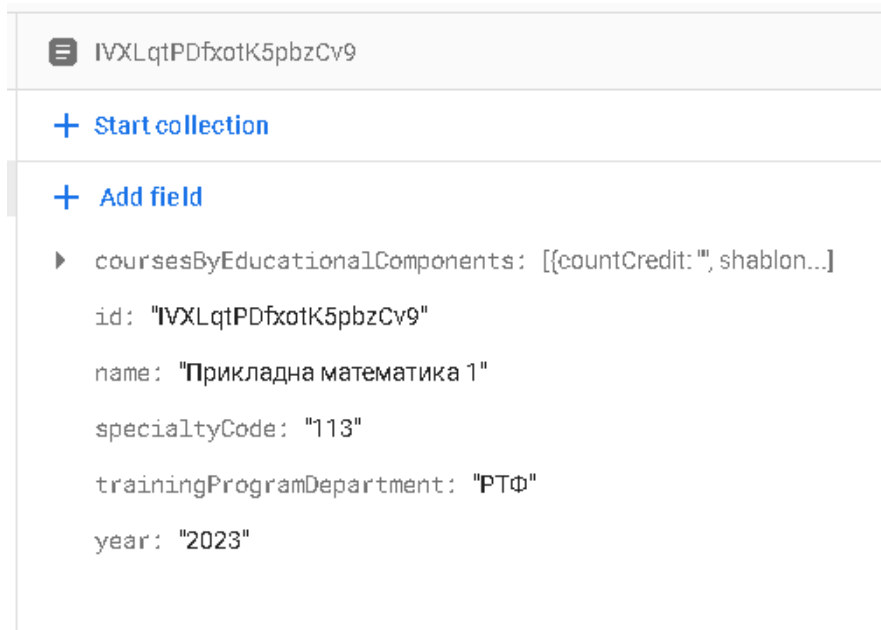 IVXLqtPDfxotK5pbzCv9
+ Start collection
+ Add field
coursesByEducationalComponents: [{countCredit: "", shablon...]
id: "IVXLqtPDfxotK5pbzCv9"
name: "Прикладна математика 1"
specialtyCode: "113"
trainingProgramDepartment: "РТФ"
year: "2023"